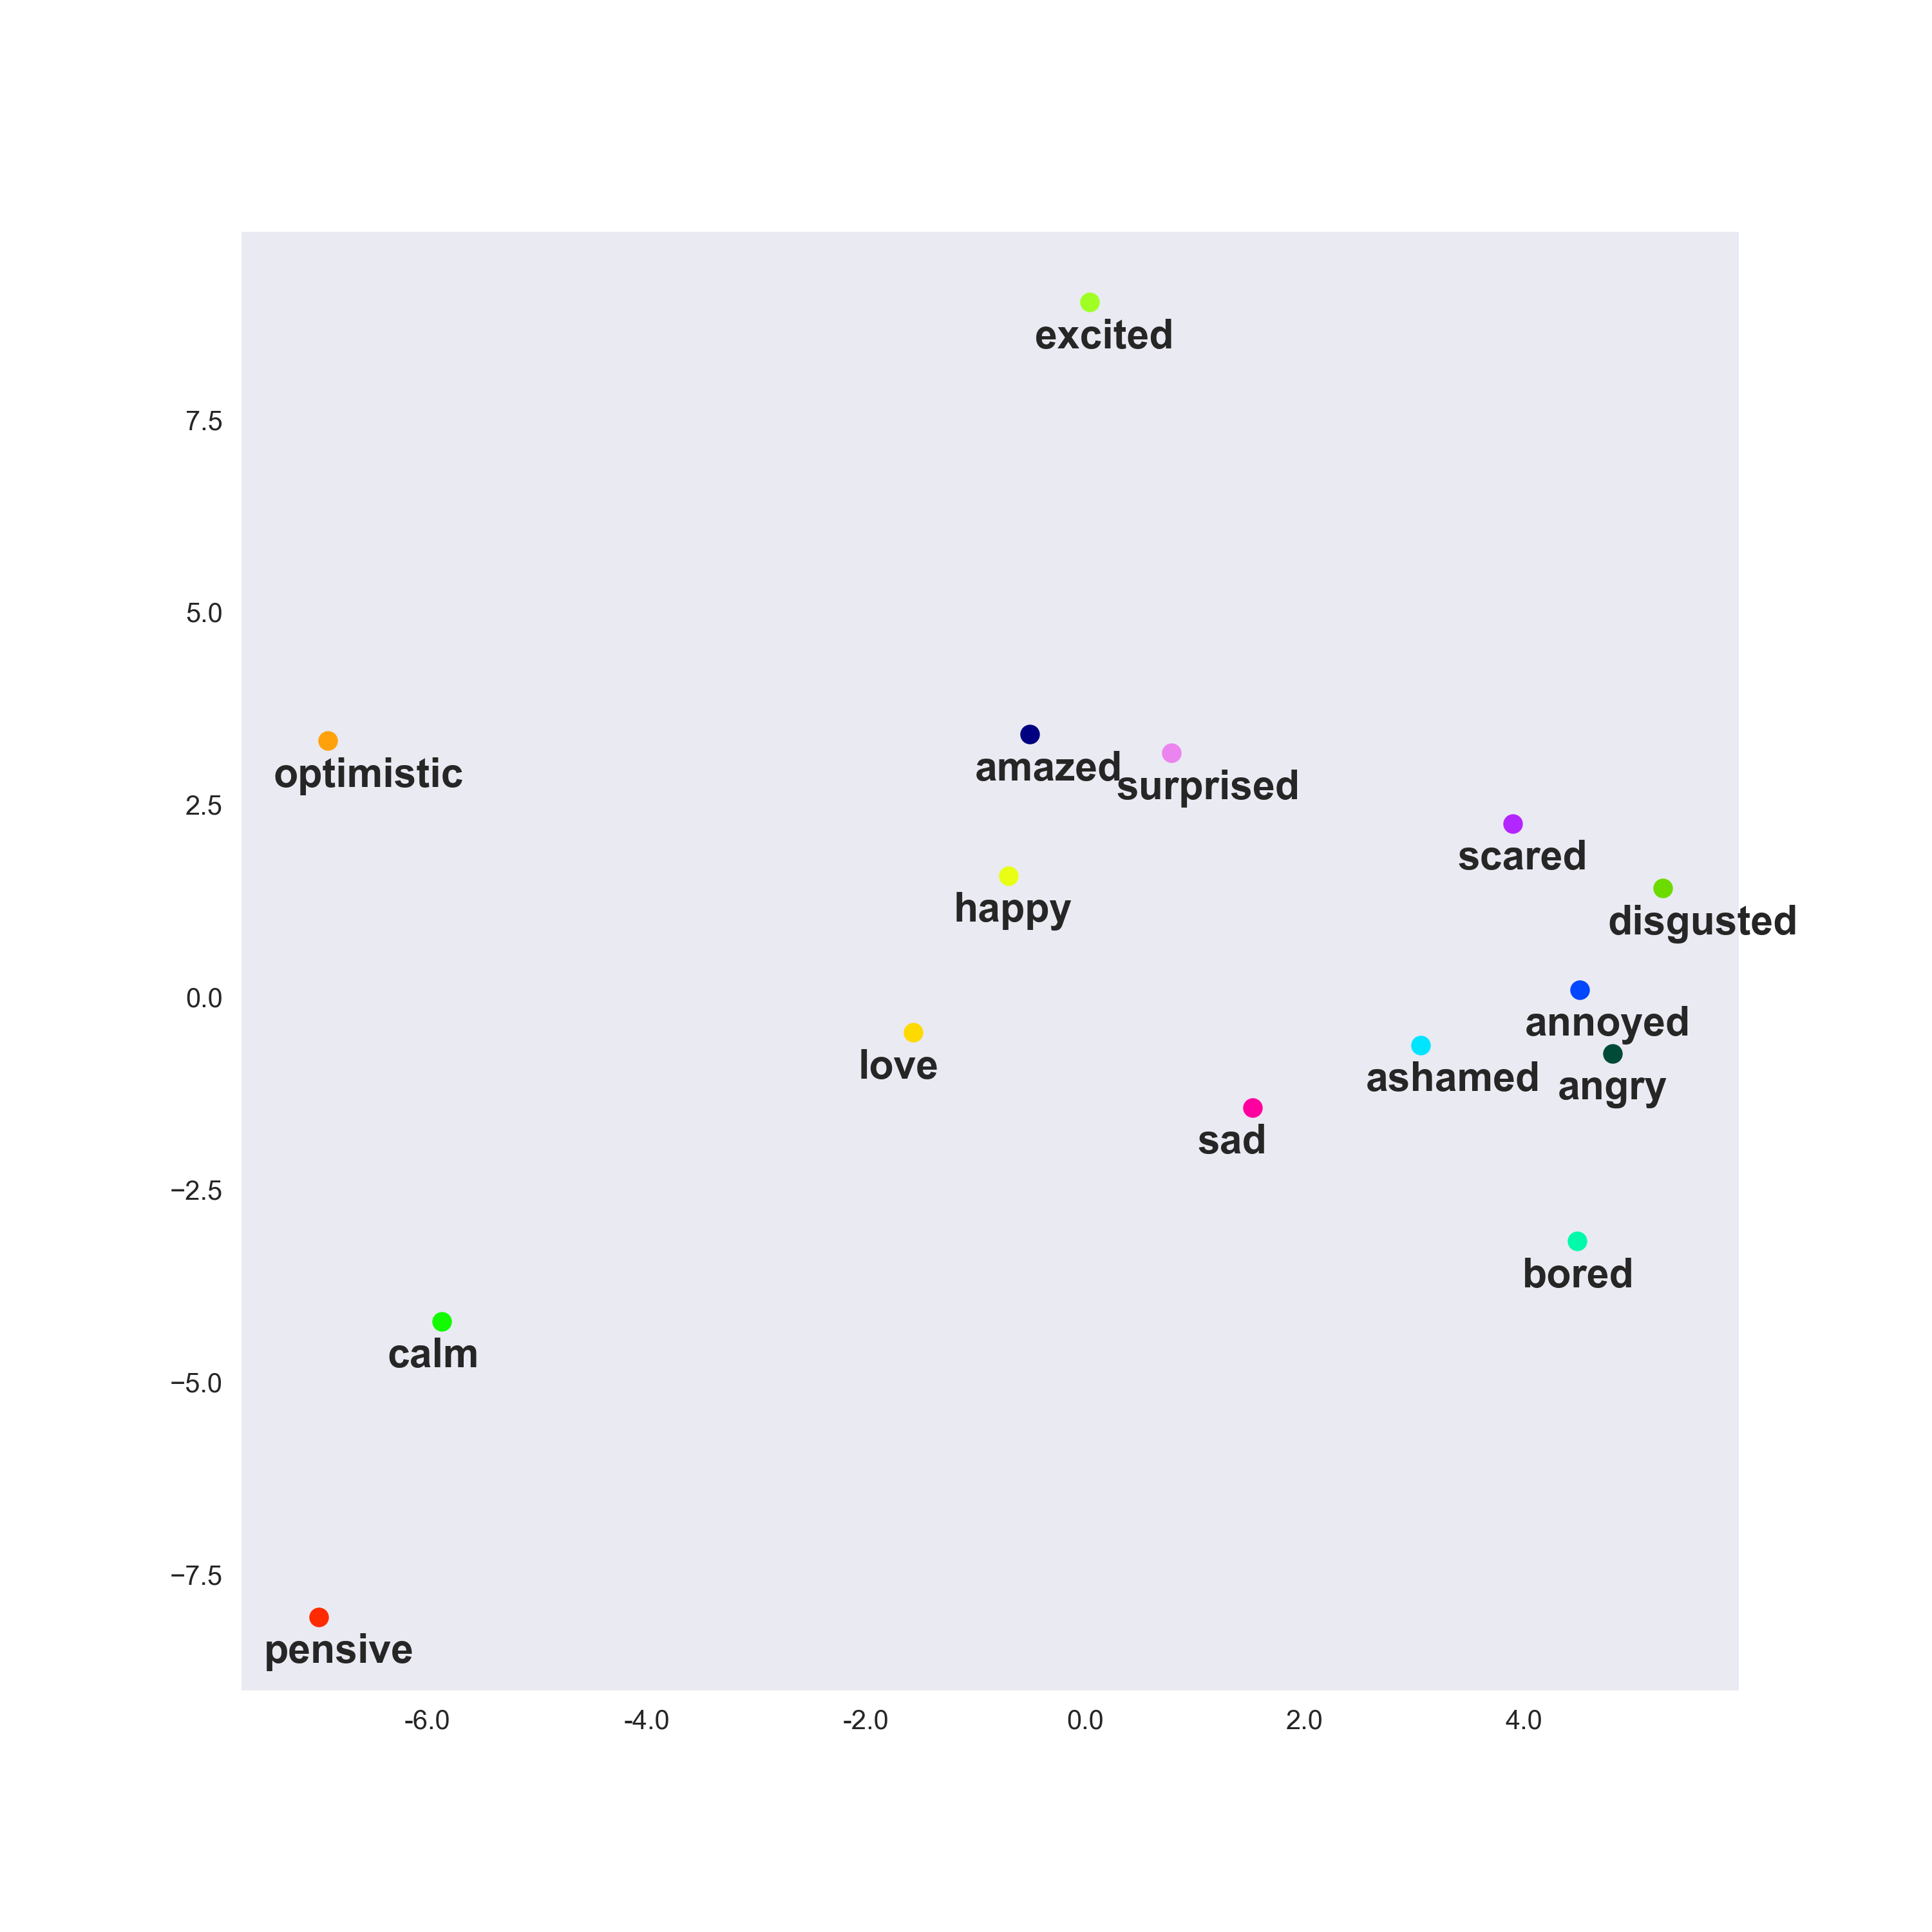 excited
7.5
5.0
optimistic
amazed
surprised
2.5
scared
happy
disgusted
0.0
annoyed
love
ashamed
angry
sad
−2.5
bored
calm
−5.0
−7.5
pensive
-6.0 -4.0 -2.0 0.0 2.0 4.0